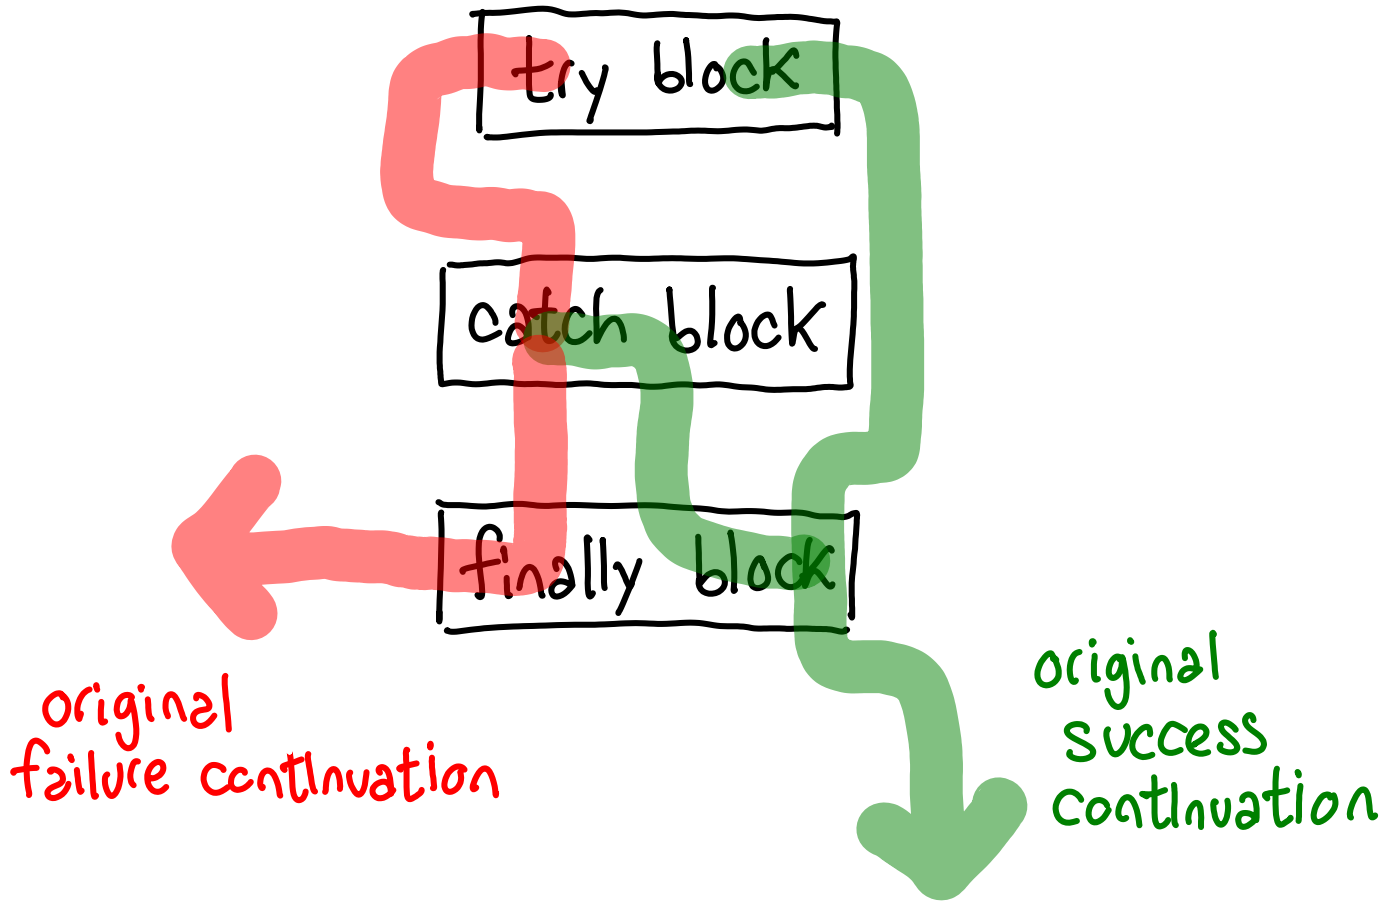 try block
catch block
finally block
original
failure continuation
original
success
continuation